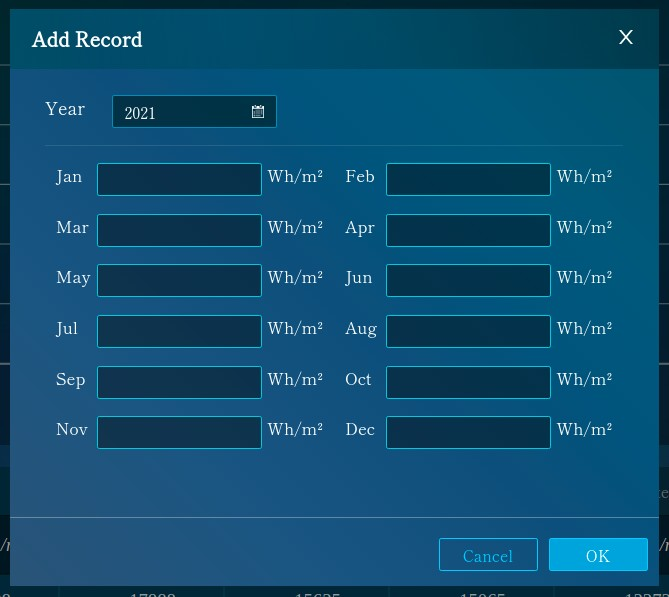 Add Record X
Year 2021
Jan Wh/m² Feb Wh/m²
Mar Wh/m² Apr Wh/m²
May Wh/m² Jun Wh/m²
Jul Wh/m² Aug Wh/m²
Sep Wh/m² Oct Wh/m²
Nov Wh/m² Dec Wh/m²
Cancel OK